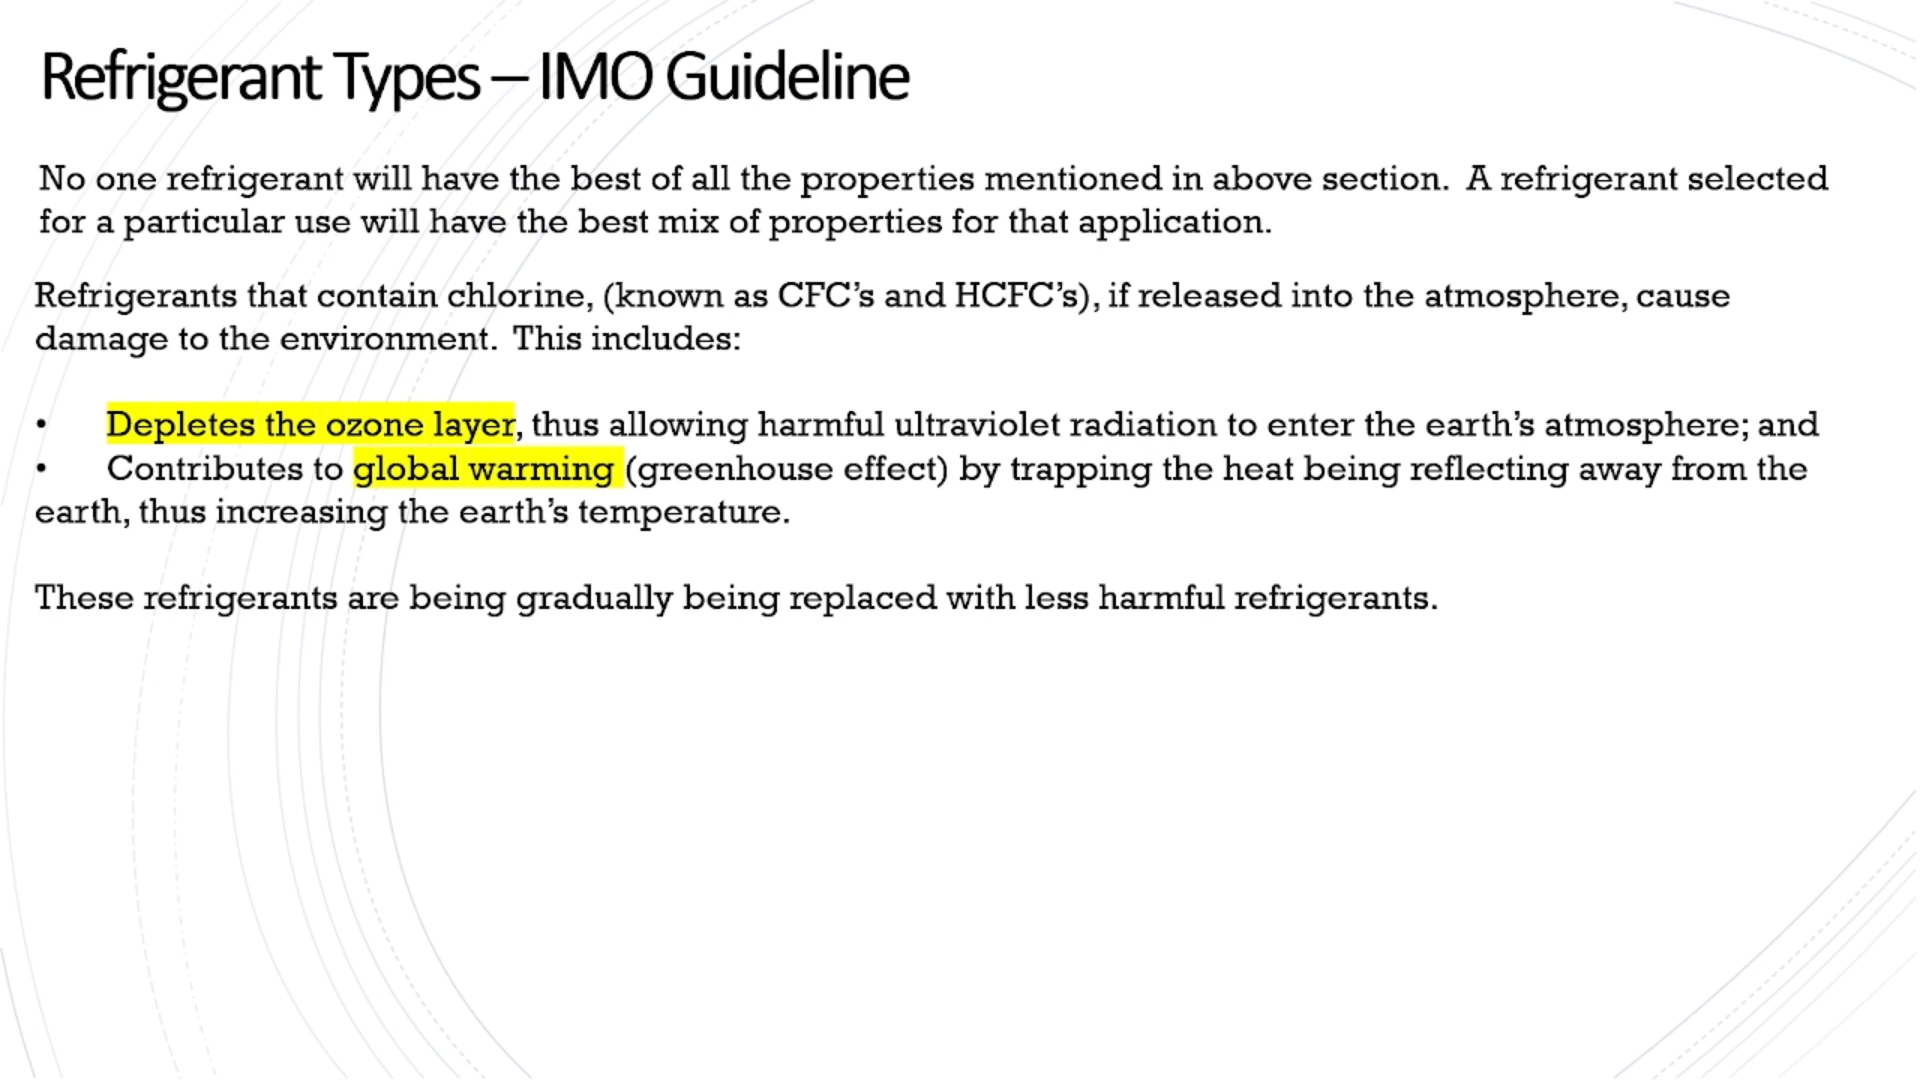 Refrigerant Types – IMO Guideline
No one refrigerant will have the best of all the properties mentioned in above section.  A refrigerant selected
for a particular use will have the best mix of properties for that application.
Refrigerants that contain chlorine, (known as CFC’s and HCFC’s), if released into the atmosphere, cause
damage to the environment.  This includes:
•	Depletes the ozone layer, thus allowing harmful ultraviolet radiation to enter the earth’s atmosphere; and
•	Contributes to global warming (greenhouse effect) by trapping the heat being reflecting away from the
earth, thus increasing the earth’s temperature.
These refrigerants are being gradually being replaced with less harmful refrigerants.